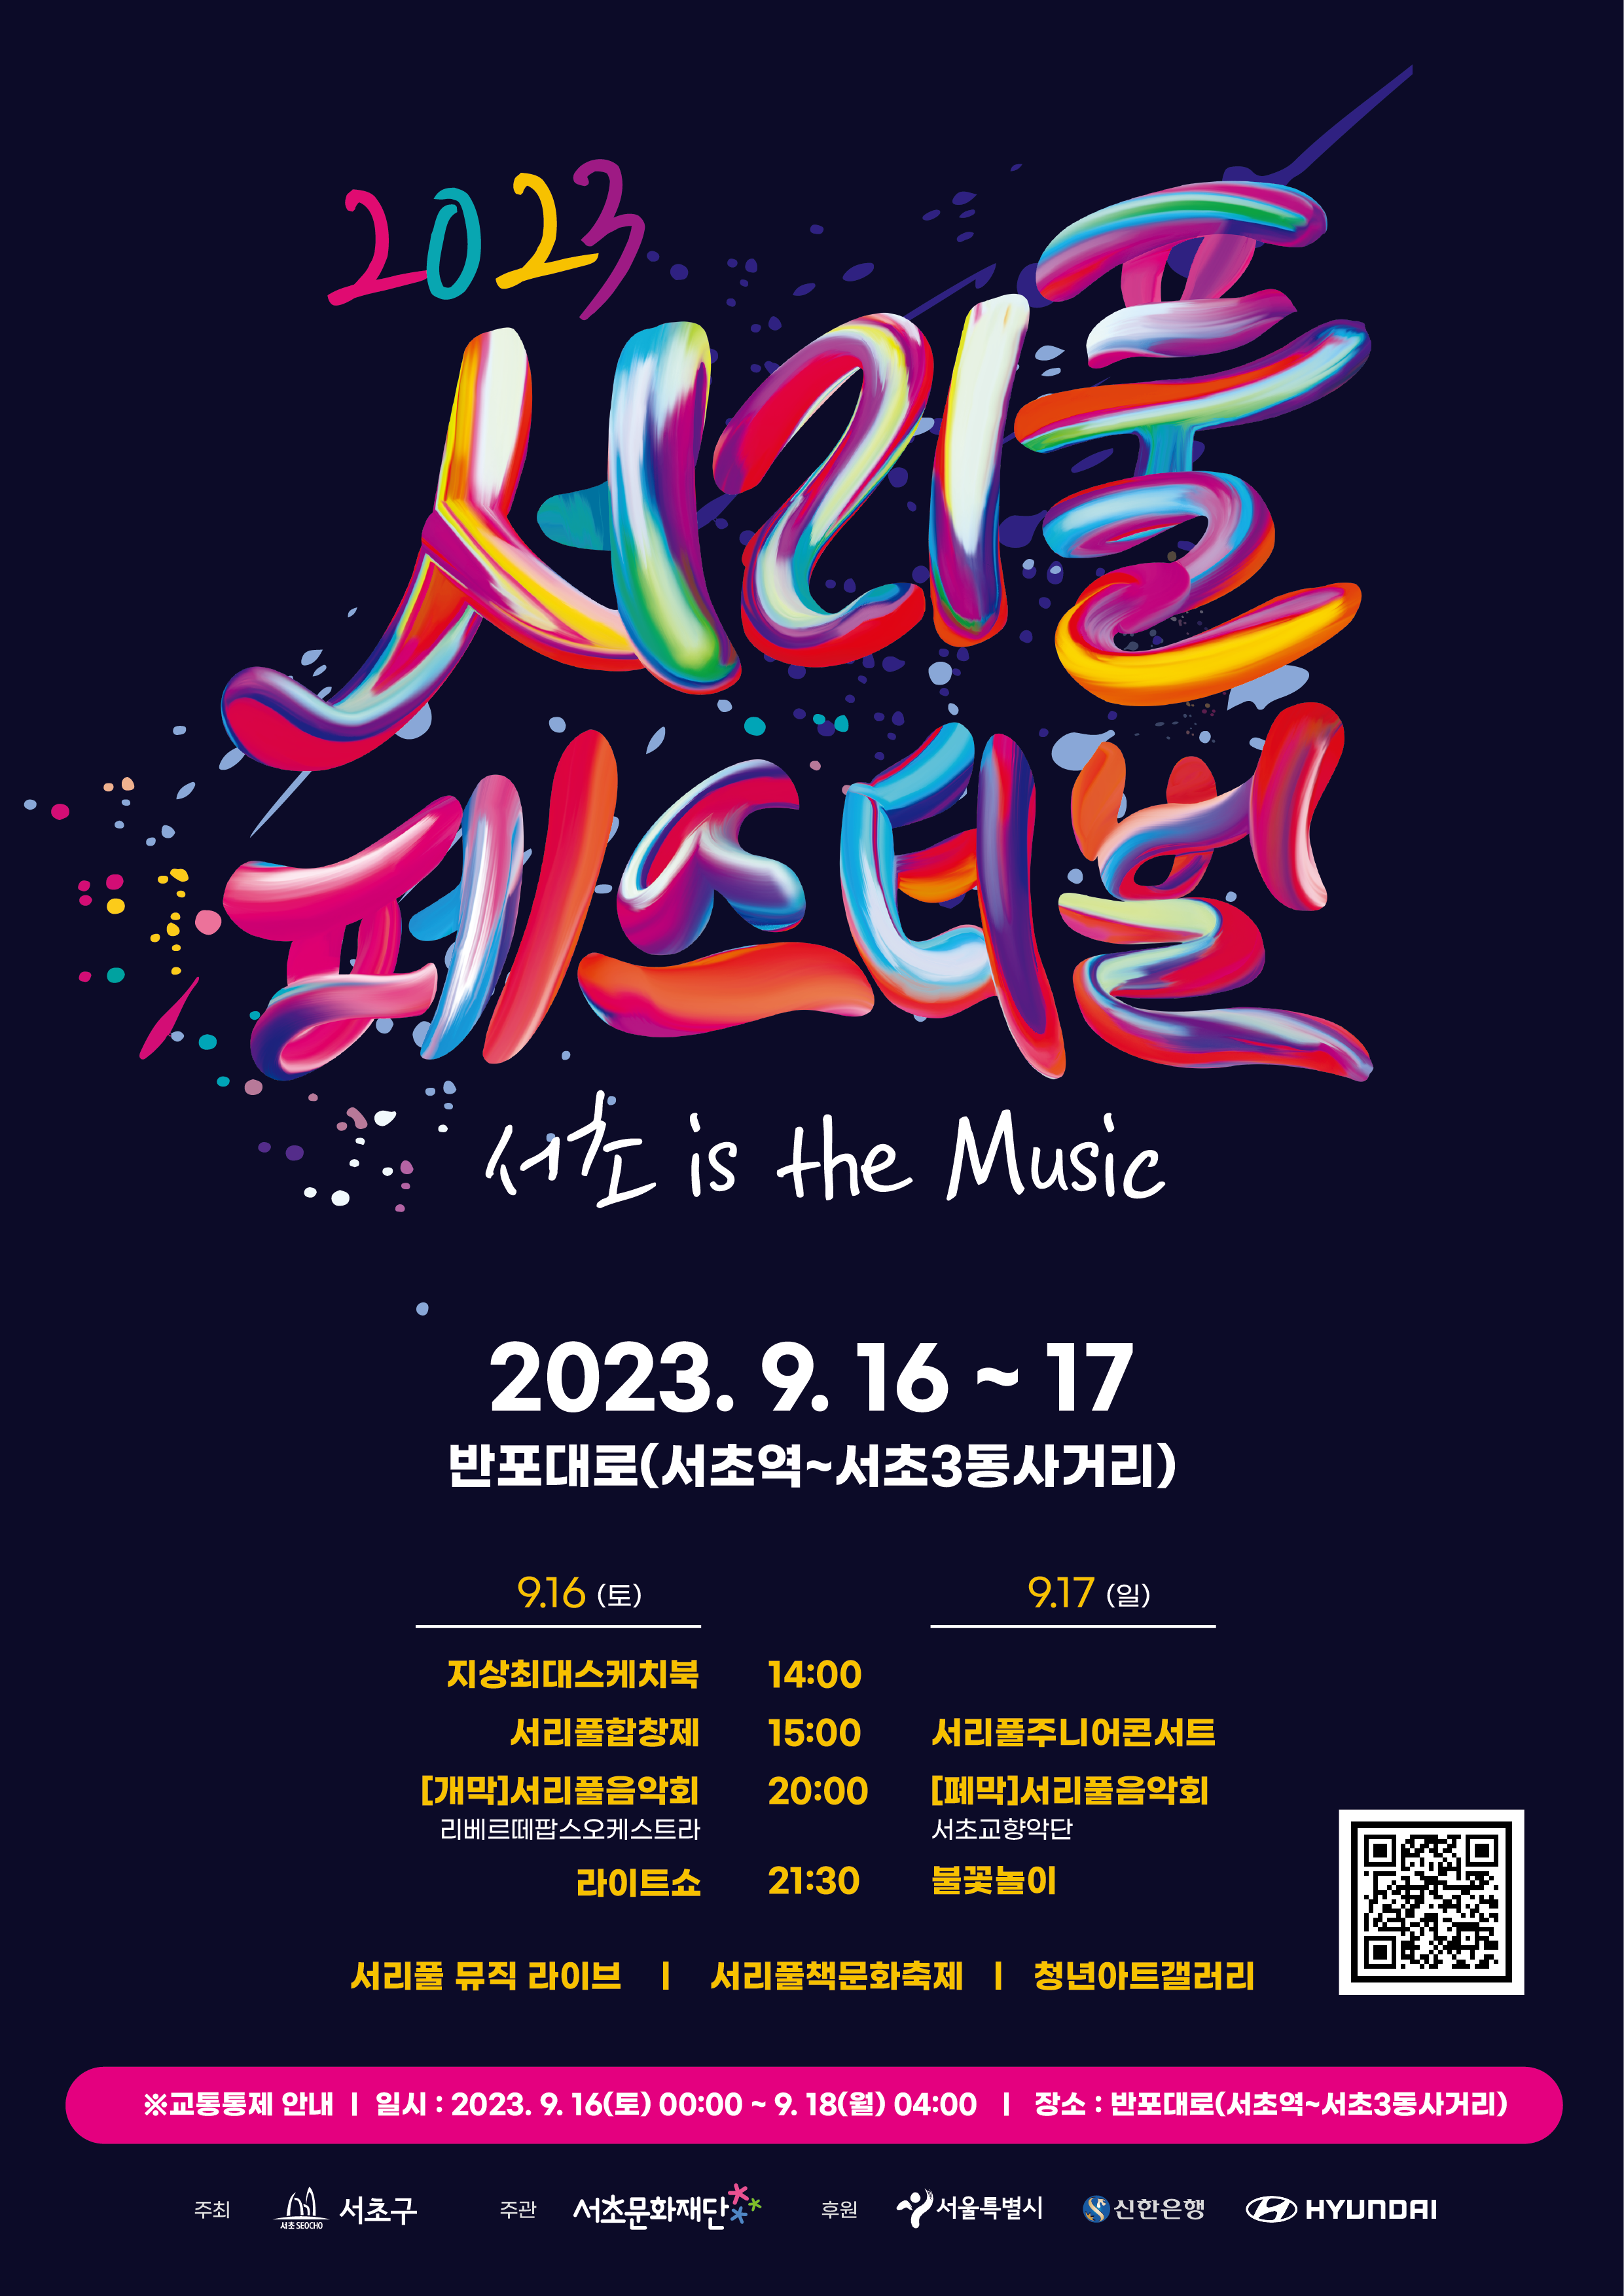 2023
서리풀
페스티벌
서초 is the Music
2023. 9. 16 ~ 17
반포대로(서초역~서초3동사거리)
9.16 (토) 9.17 (일)
지상최대스케치북 14:00
서리풀합창제 15:00 서리풀주니어콘서트
[개막]서리풀음악회 20:00 [폐막]서리풀음악회
리베르떼팝스오케스트라 서초교향악단
라이트쇼 21:30 불꽃놀이
서리풀 뮤직 라이브 | 서리풀책문화축제 | 청년아트갤러리
※교통통제 안내 | 일시 : 2023. 9. 16(토) 00:00 ~ 9. 18(월) 04:00 | 장소 : 반포대로(서초역~서초3동사거리)
주최 서초 SEOCHO 서초구 주관 서초문화재단 후원 서울특별시 신한은행 HYUNDAI